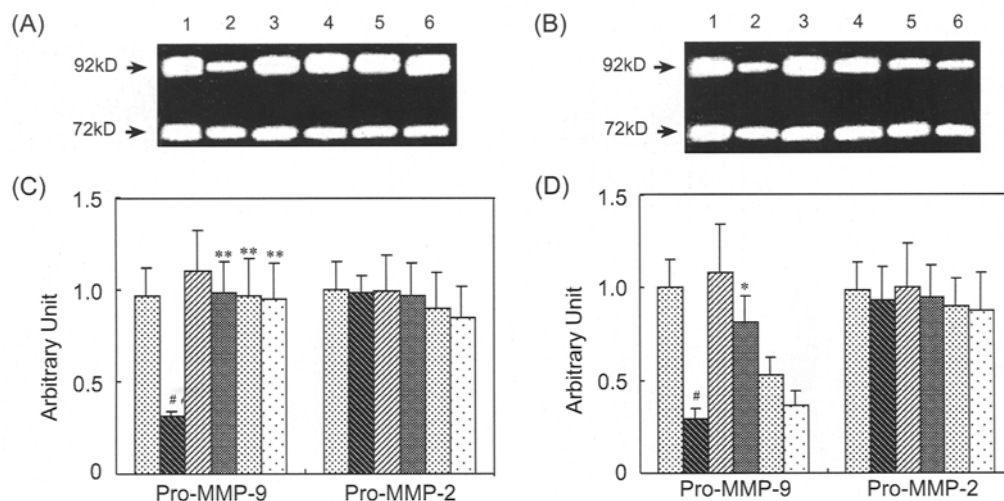 (A) 1 2 3 4 5 6
92kD
72kD
(B) 1 2 3 4 5 6
92kD
72kD
(C)
1.5
1.0
0.5
0
Arbitrary Unit
#
** ** **
Pro-MMP-9 Pro-MMP-2
(D)
1.5
1.0
0.5
0
Arbitrary Unit
#
*
Pro-MMP-9 Pro-MMP-2